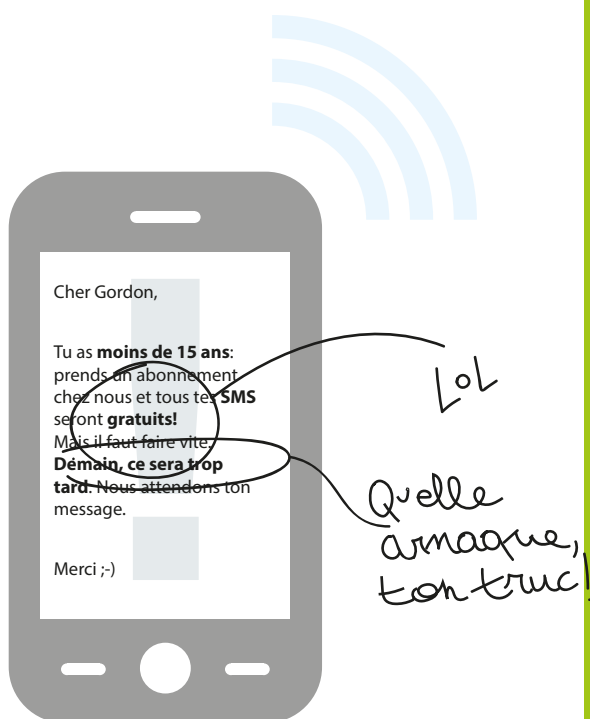 Cher Gordon,
Tu as moins de 15 ans:
prends un abonnement
chez nous et tous tes SMS
seront gratuits!
Mais il faut faire vite.
Demain, ce sera trop
tard. Nous attendons ton
message.
Merci ;-)
LOL
Quelle
arnaque,
ton truc!